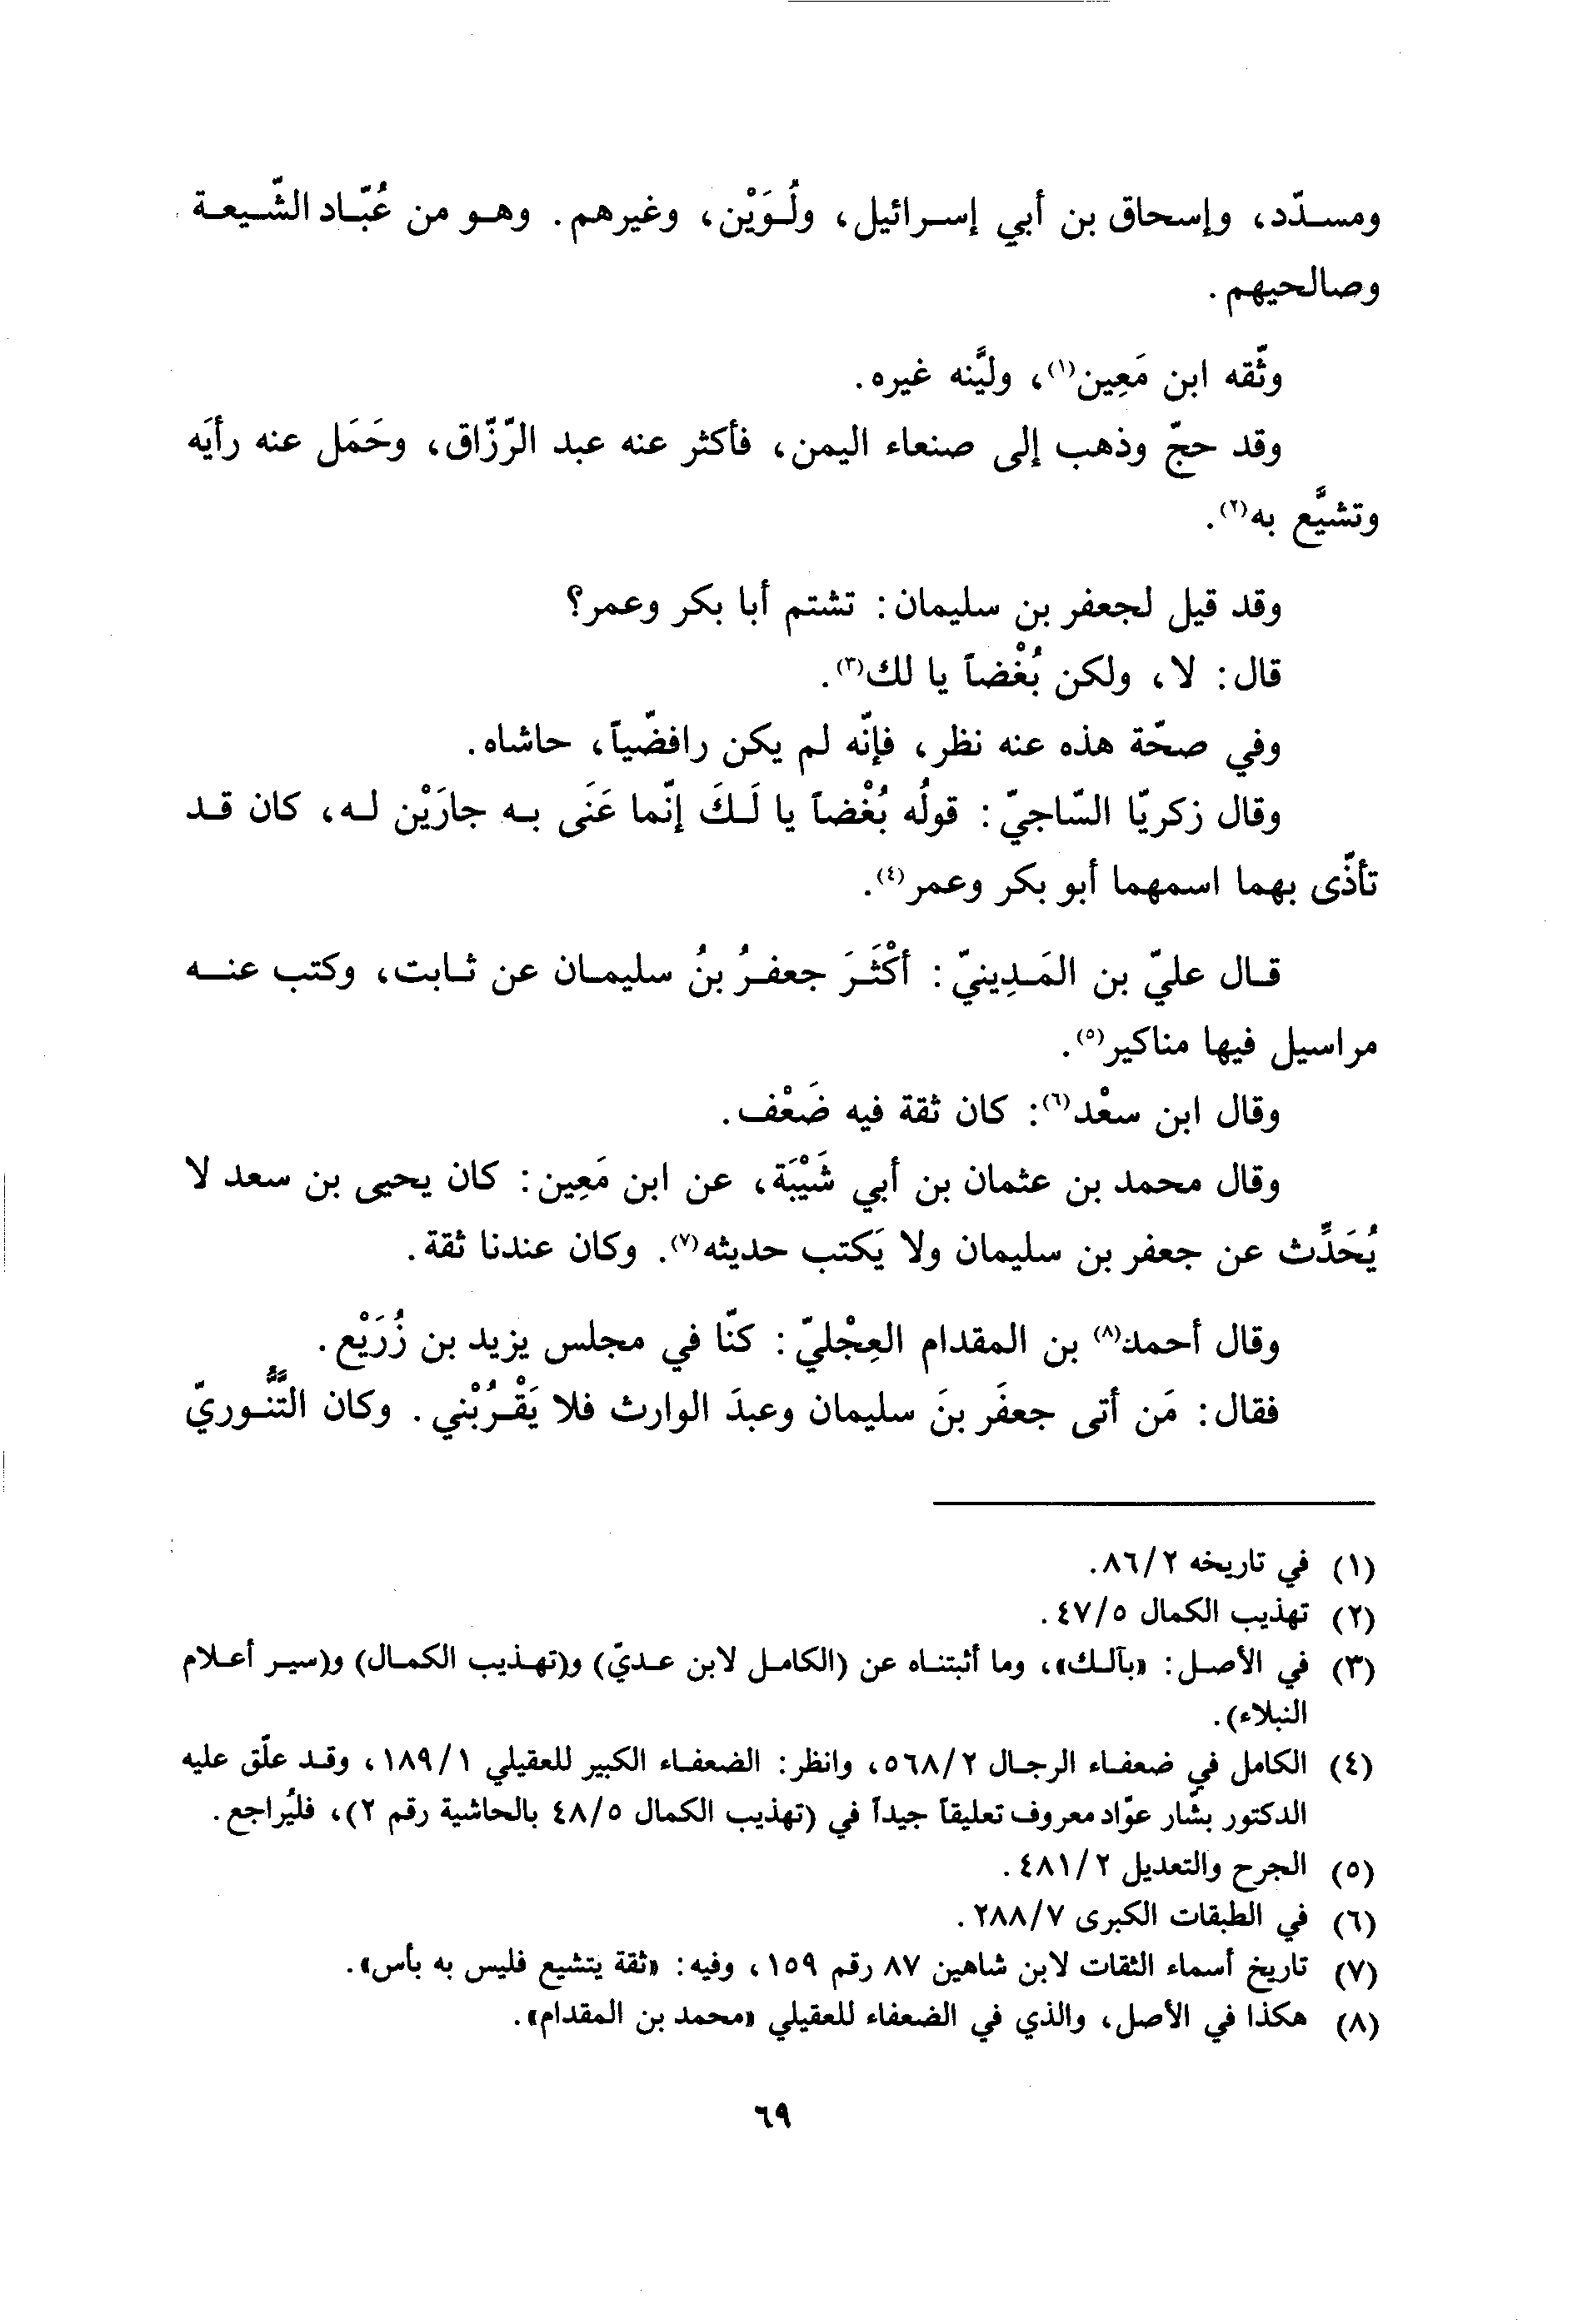 ومسدّد، وإسحاق بن أبي إسرائيل، ولُوَيْن، وغيرهم. وهو من عُبّاد الشّيعة
وصالحيهم.
وثّقه ابن مَعِين(١)، وليَّنه غيره.
وقد حجّ وذهب إلى صنعاء اليمن، فأكثر عنه عبد الرّزّاق، وحَمَل عنه رأيَه
وتشيَّع به(٢).
وقد قيل لجعفر بن سليمان: تشتم أبا بكر وعمر؟
قال: لا، ولكن بُغْضاً يا لك(٣).
وفي صحّة هذه عنه نظر، فإنّه لم يكن رافضّياً، حاشاه.
وقال زكريّا السّاجيّ: قولُه بُغْضاً يا لَكَ إنّما عَنَى به جارَيْن له، كان قد
تأذّى بهما اسمهما أبو بكر وعمر(٤).
قال عليّ بن المَدِينيّ: أكْثَرَ جعفرُ بنُ سليمان عن ثابت، وكتب عنه
مراسيل فيها مناكير(٥).
وقال ابن سعْد(٦): كان ثقة فيه ضَعْف.
وقال محمد بن عثمان بن أبي شَيْبَة، عن ابن مَعِين: كان يحيى بن سعد لا
يُحَدِّث عن جعفر بن سليمان ولا يَكتب حديثه(٧). وكان عندنا ثقة.
وقال أحمد(٨) بن المقدام العِجْليّ: كنّا في مجلس يزيد بن زُرَيْع.
فقال: مَن أتى جعفَر بنَ سليمان وعبدَ الوارث فلا يَقْرُبْني. وكان التَّنُّوريّ
(١) في تاريخه ٨٦/٢.
(٢) تهذيب الكمال ٤٧/٥.
(٣) في الأصل: «بآلك»، وما أثبتناه عن (الكامل لابن عديّ) و(تهذيب الكمال) و(سير أعلام
النبلاء).
(٤) الكامل في ضعفاء الرجال ٥٦٨/٢، وانظر: الضعفاء الكبير للعقيلي ١٨٩/١، وقد علّق عليه
الدكتور بشّار عوّاد معروف تعليقاً جيداً في (تهذيب الكمال ٤٨/٥ بالحاشية رقم ٢)، فليُراجع.
(٥) الجرح والتعديل ٤٨١/٢.
(٦) في الطبقات الكبرى ٢٨٨/٧.
(٧) تاريخ أسماء الثقات لابن شاهين ٨٧ رقم ١٥٩، وفيه: «ثقة يتشيع فليس به بأس».
(٨) هكذا في الأصل، والذي في الضعفاء للعقيلي «محمد بن المقدام».
٦٩